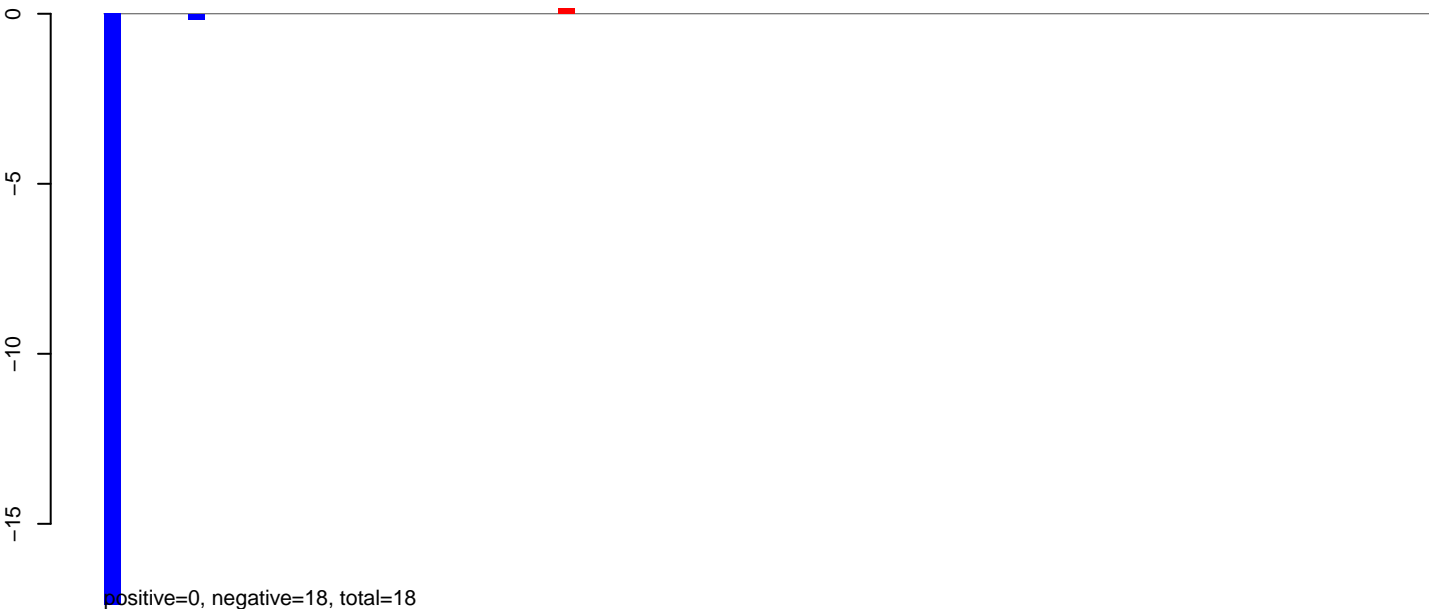 0
−5
−10
−15
positive=0, negative=18, total=18